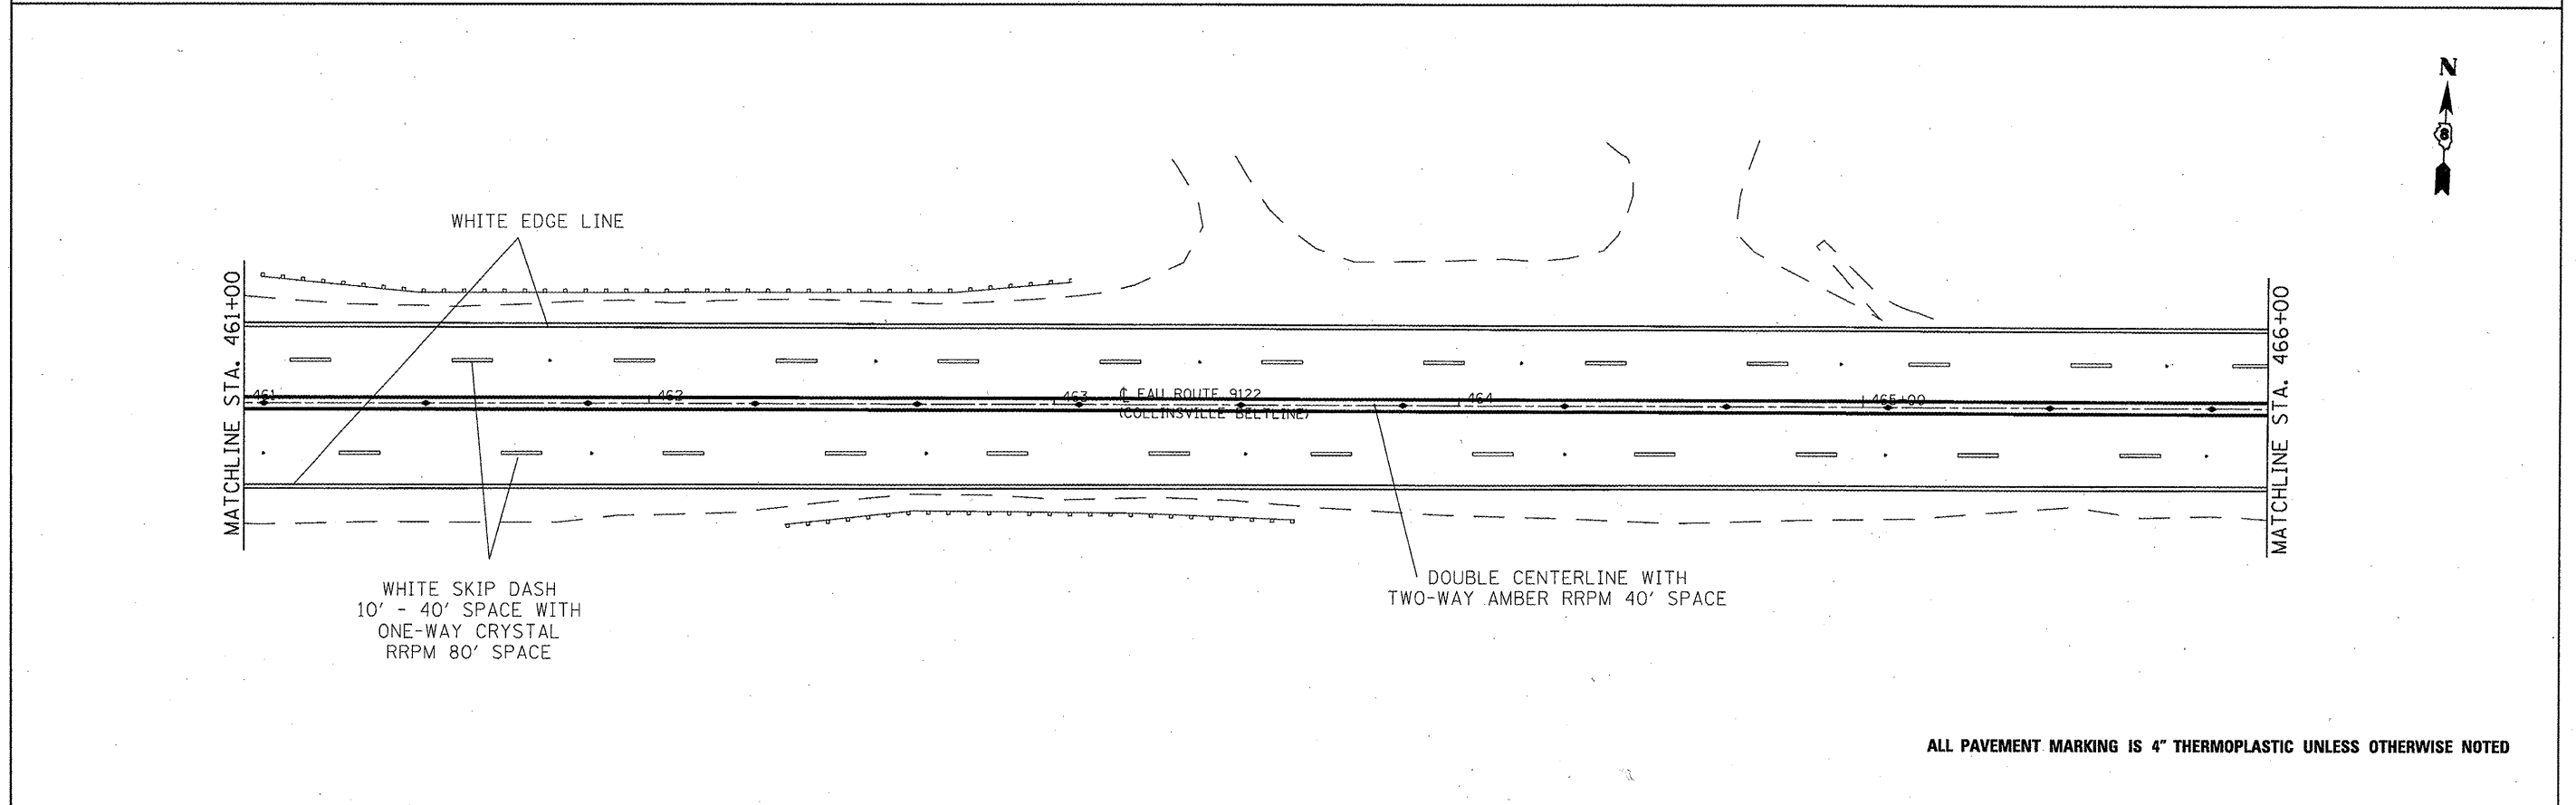 N
8
WHITE EDGE LINE
MATCHLINE STA. 461+00
MATCHLINE STA. 466+00
461
462
463
℄ FAU ROUTE 9122
(COLLINSVILLE BELTLINE)
464
465+00
WHITE SKIP DASH
10' - 40' SPACE WITH
ONE-WAY CRYSTAL
RRPM 80' SPACE
DOUBLE CENTERLINE WITH
TWO-WAY AMBER RRPM 40' SPACE
ALL PAVEMENT MARKING IS 4" THERMOPLASTIC UNLESS OTHERWISE NOTED